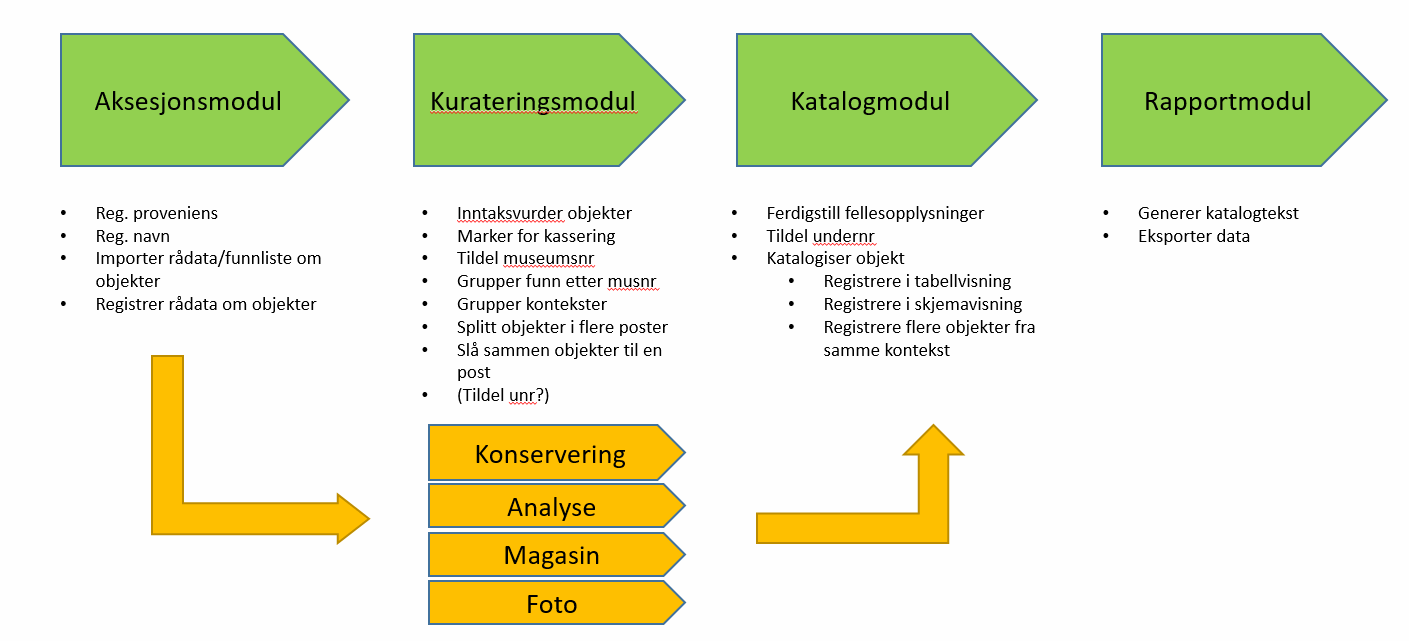 Aksesjonsmodul
• Reg. proveniens
• Reg. navn
• Importer rådata/funnliste om
objekter
• Registrer rådata om objekter
Kurateringsmodul
• Inntaksvurder objekter
• Marker for kassering
• Tildel museumsnr
• Grupper funn etter musnr
• Grupper kontekster
• Splitt objekter i flere poster
• Slå sammen objekter til en
post
• (Tildel unr?)
Konservering
Analyse
Magasin
Foto
Katalogmodul
• Ferdigstill fellesopplysninger
• Tildel undernr
• Katalogiser objekt
• Registrere i tabellvisning
• Registrere i skjemavisning
• Registrere flere objekter fra
samme kontekst
Rapportmodul
• Generer katalogtekst
• Eksporter data